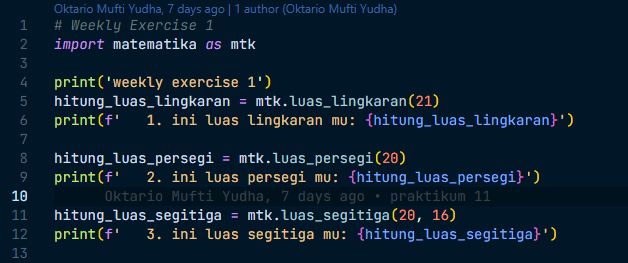 Oktario Mufti Yudha, 7 days ago | 1 author (Oktario Mufti Yudha)
1 # Weekly Exercise 1
2 import matematika as mtk
3
4 print('weekly exercise 1')
5 hitung_luas_lingkaran = mtk.luas_lingkaran(21)
6 print(f'   1. ini luas lingkaran mu: {hitung_luas_lingkaran}')
7
8 hitung_luas_persegi = mtk.luas_persegi(20)
9 print(f'   2. ini luas persegi mu: {hitung_luas_persegi}')
10 Oktario Mufti Yudha, 7 days ago • praktikum 11
11 hitung_luas_segitiga = mtk.luas_segitiga(20, 16)
12 print(f'   3. ini luas segitiga mu: {hitung_luas_segitiga}')
13